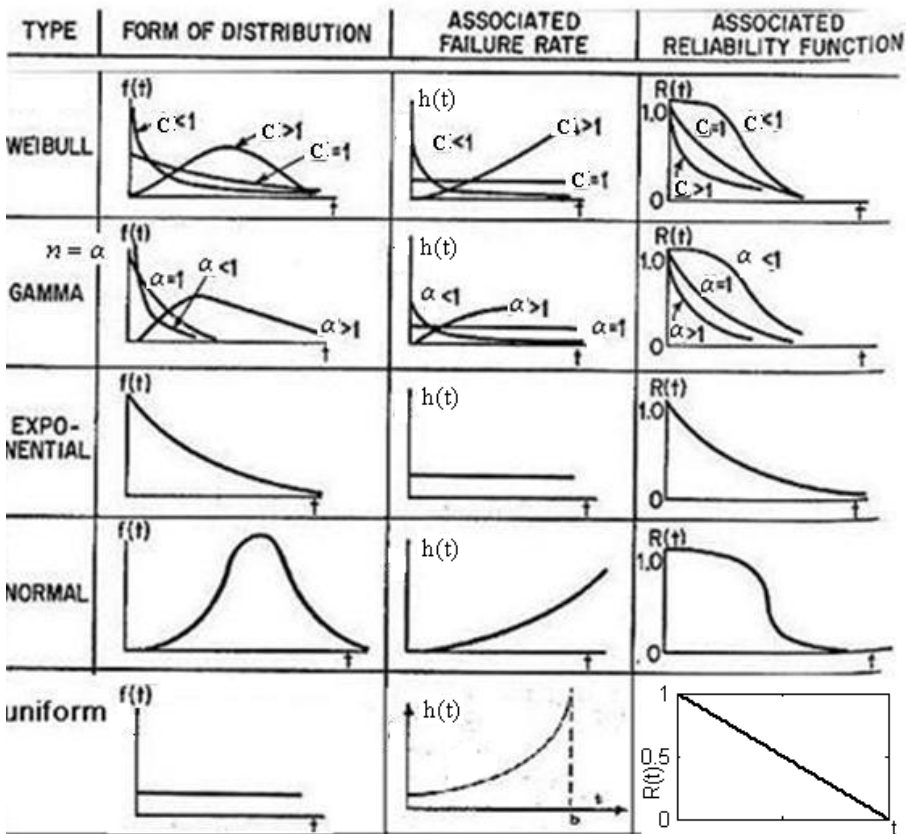 TYPE
FORM OF DISTRIBUTION
ASSOCIATED
FAILURE RATE
ASSOCIATED
RELIABILITY FUNCTION
WEIBULL
f(t)
C<1
C>1
C=1
t
h(t)
C<1
C>1
C=1
R(t)
1.0
C=1
C<1
C>1
0
t
n = α
GAMMA
f(t)
α<1
α=1
α>1
t
h(t)
α<1
α>1
α=1
t
R(t)
1.0
α<1
α=1
α>1
0
t
EXPO-
NENTIAL
f(t)
t
h(t)
t
R(t)
1.0
0
t
NORMAL
f(t)
t
h(t)
t
R(t)
1.0
0
t
uniform
f(t)
t
h(t)
t
b
1
0.5
0
R(t)
t